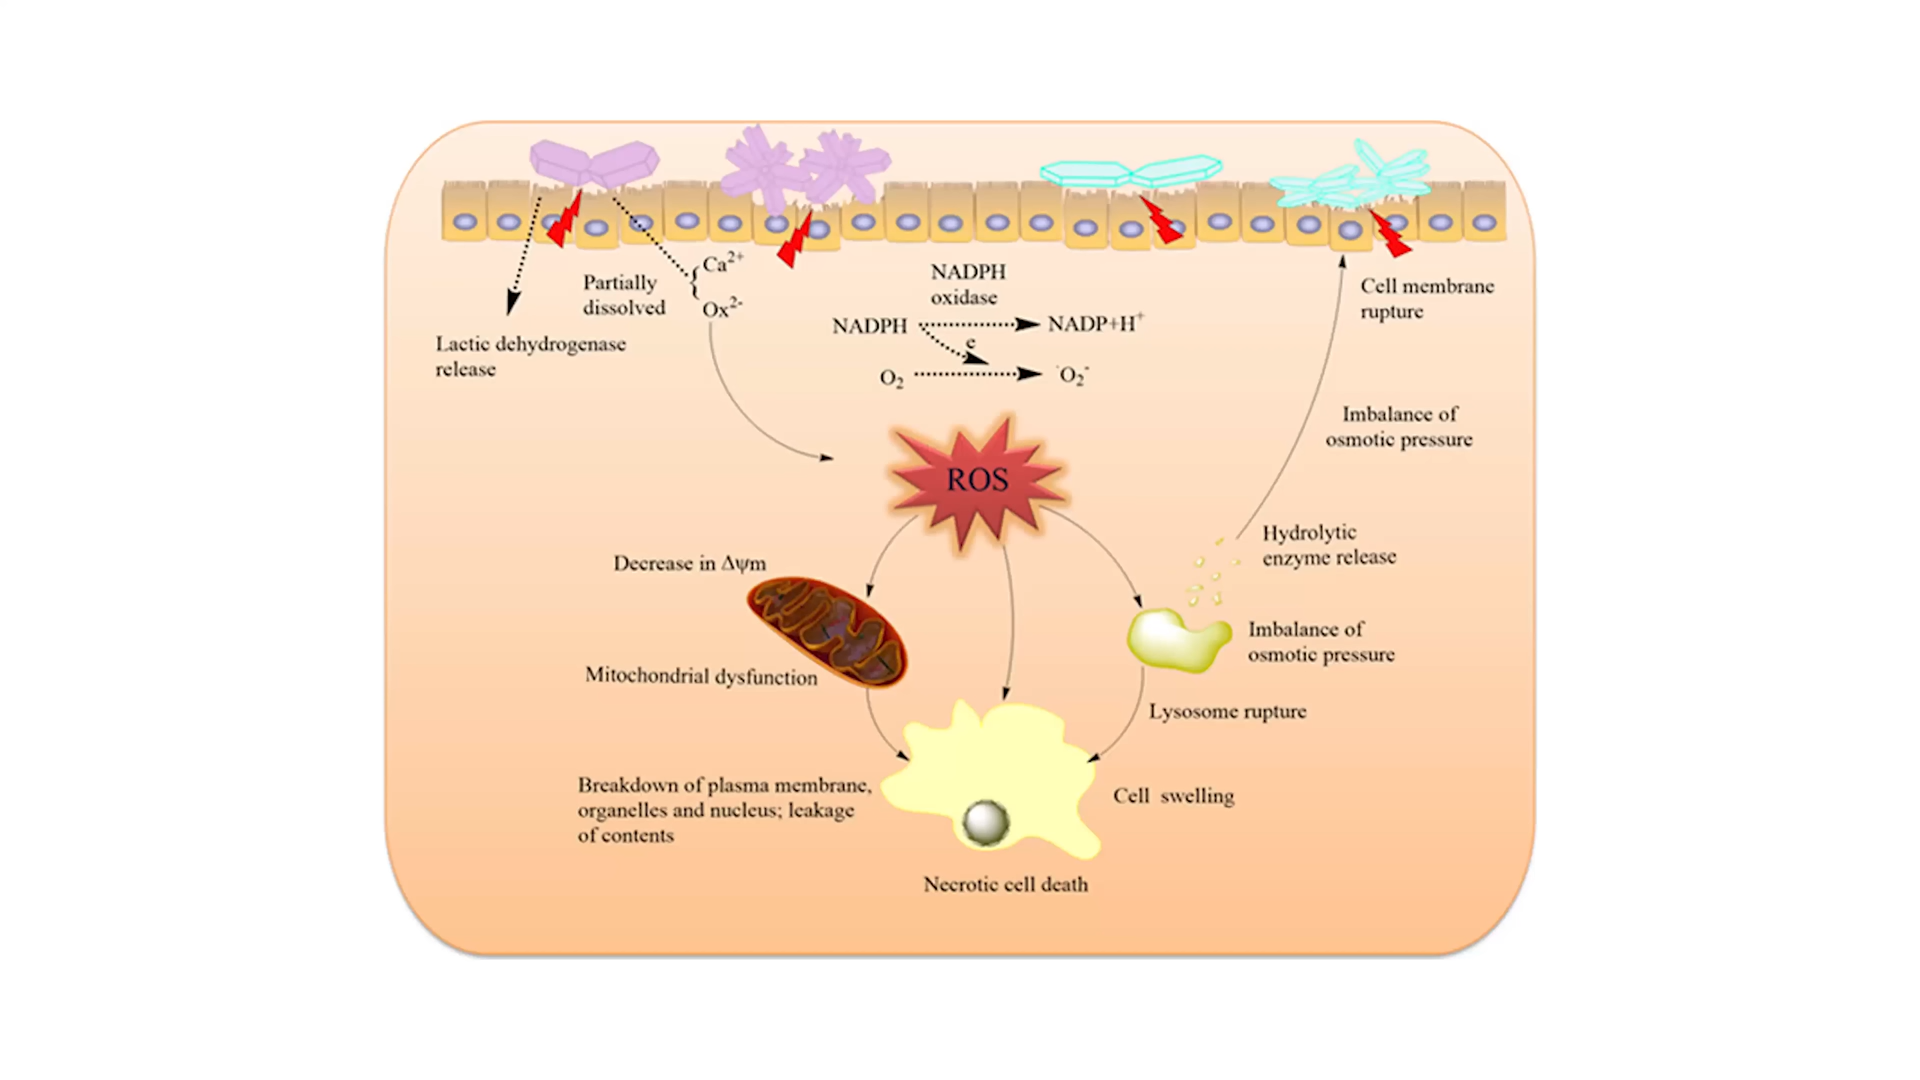 Ca2+
Partially
dissolved
Ox2-
Lactic dehydrogenase
release
NADPH
oxidase
NADPH
NADP+H+
e
O2
·O2-
Cell membrane
rupture
Imbalance of
osmotic pressure
ROS
Hydrolytic
enzyme release
Decrease in Δψm
Imbalance of
osmotic pressure
Mitochondrial dysfunction
Lysosome rupture
Breakdown of plasma membrane,
organelles and nucleus; leakage
of contents
Cell swelling
Necrotic cell death